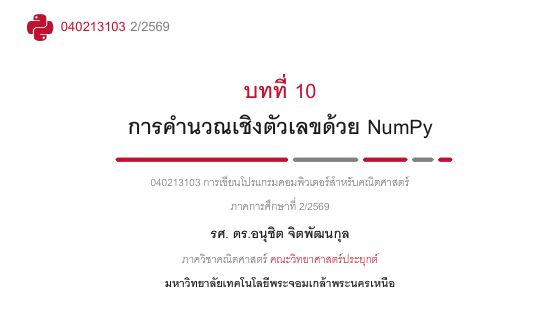 040213103 2/2569
บทที่ 10
การคำนวณเชิงตัวเลขด้วย NumPy
040213103 การเขียนโปรแกรมคอมพิวเตอร์สำหรับคณิตศาสตร์
ภาคการศึกษาที่ 2/2569
รศ. ดร.อนุชิต จิตพัฒนกุล
ภาควิชาคณิตศาสตร์ คณะวิทยาศาสตร์ประยุกต์
มหาวิทยาลัยเทคโนโลยีพระจอมเกล้าพระนครเหนือ